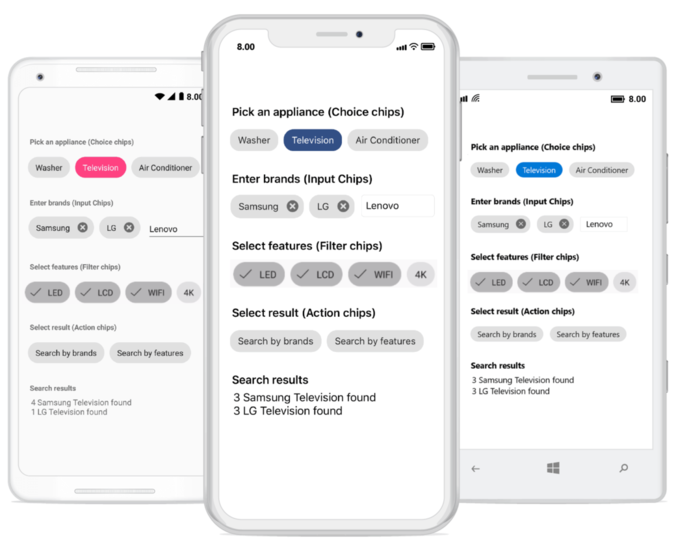 8.00
Pick an appliance (Choice chips)
Washer Television Air Conditioner
Enter brands (Input Chips)
Samsung LG Lenovo
Select features (Filter chips)
LED LCD WIFI 4K
Select result (Action chips)
Search by brands Search by features
Search results
4 Samsung Television found
1 LG Television found
8.00
Pick an appliance (Choice chips)
Washer Television Air Conditioner
Enter brands (Input Chips)
Samsung LG Lenovo
Select features (Filter chips)
LED LCD WIFI 4K
Select result (Action chips)
Search by brands Search by features
Search results
3 Samsung Television found
3 LG Television found
8.00
Pick an appliance (Choice chips)
Washer Television Air Conditioner
Enter brands (Input Chips)
Samsung LG Lenovo
Select features (Filter chips)
LED LCD WIFI 4K
Select result (Action chips)
Search by brands Search by features
Search results
3 Samsung Television found
3 LG Television found